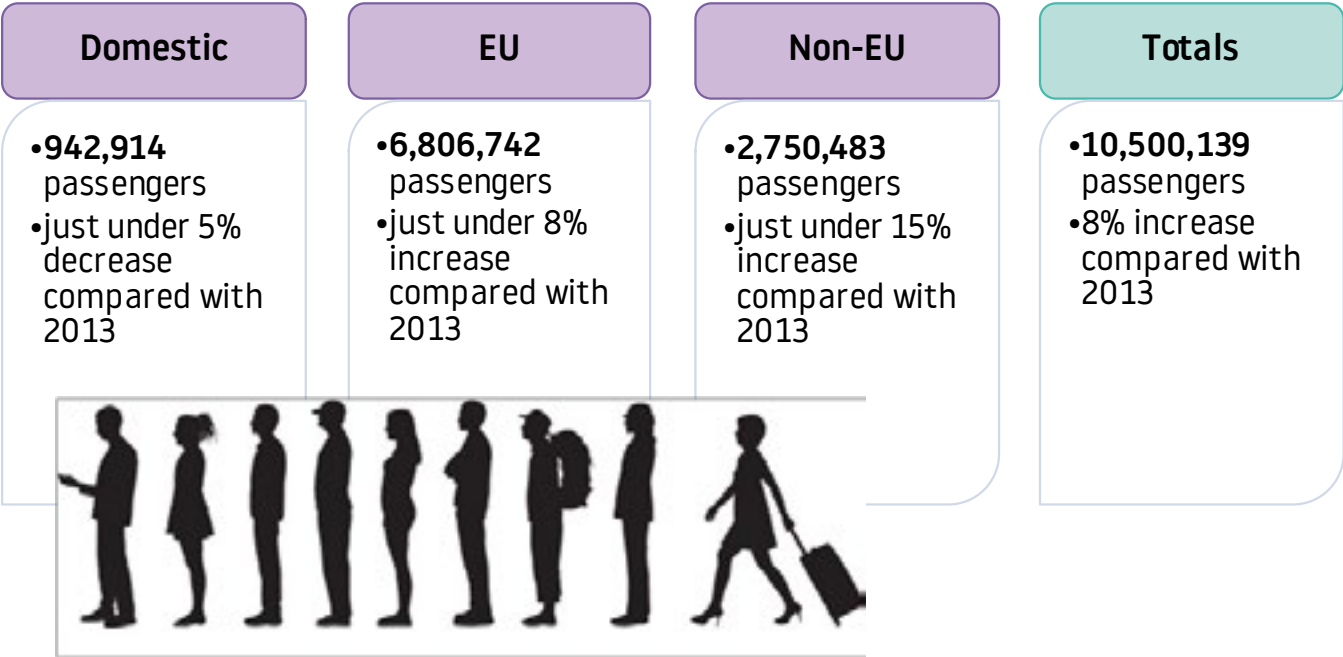 Domestic
•942,914
passengers
•just under 5%
decrease
compared with
2013
EU
•6,806,742
passengers
•just under 8%
increase
compared with
2013
Non-EU
•2,750,483
passengers
•just under 15%
increase
compared with
2013
Totals
•10,500,139
passengers
•8% increase
compared with
2013